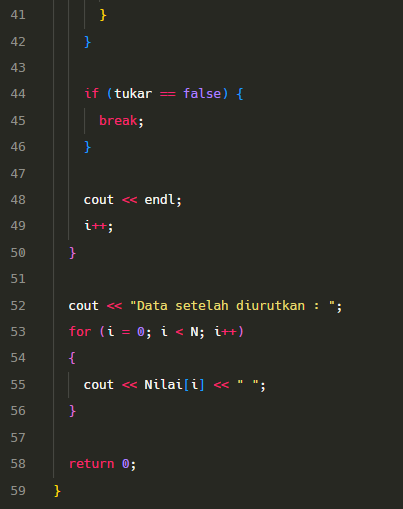 41 }
42 }
43
44 if (tukar == false) {
45 break;
46 }
47
48 cout << endl;
49 i++;
50 }
51
52 cout << "Data setelah diurutkan : ";
53 for (i = 0; i < N; i++)
54 {
55 cout << Nilai[i] << " ";
56 }
57
58 return 0;
59 }